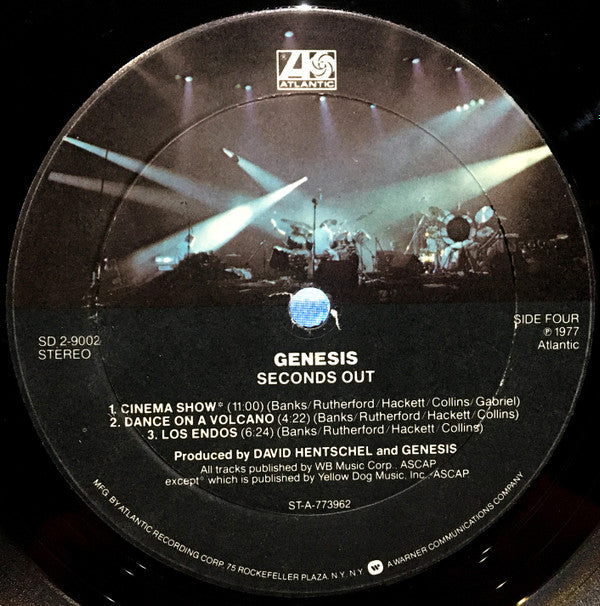 ATLANTIC
SD 2-9002
STEREO
SIDE FOUR
℗ 1977
Atlantic
GENESIS
SECONDS OUT
1. CINEMA SHOW* (11:00) (Banks/Rutherford/Hackett/Collins/Gabriel)
2. DANCE ON A VOLCANO (4:22) (Banks/Rutherford/Hackett/Collins)
3. LOS ENDOS (6:24) (Banks/Rutherford/Hackett/Collins)
Produced by DAVID HENTSCHEL and GENESIS
All tracks published by WB Music Corp., ASCAP
except* which is published by Yellow Dog Music, Inc., ASCAP
ST-A-773962
MFG. BY ATLANTIC RECORDING CORP. 75 ROCKEFELLER PLAZA, N.Y. N.Y. A WARNER COMMUNICATIONS COMPANY